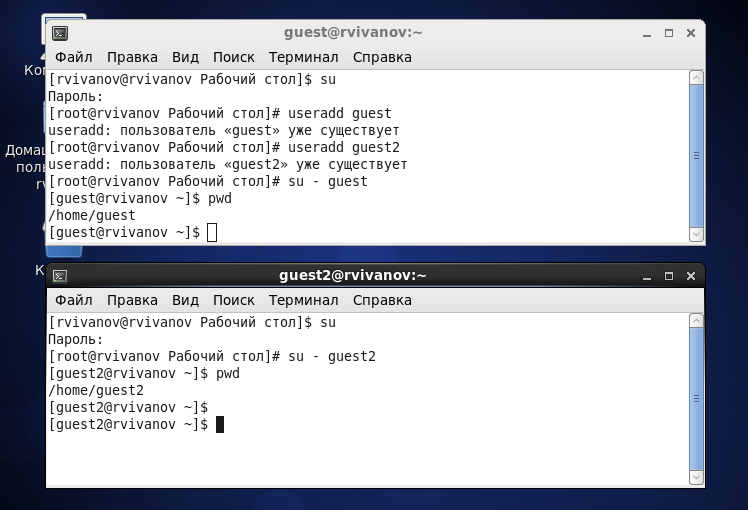 guest@rvivanov:~
Файл Правка Вид Поиск Терминал Справка
[rvivanov@rvivanov Рабочий стол]$ su
Пароль:
[root@rvivanov Рабочий стол]# useradd guest
useradd: пользователь «guest» уже существует
[root@rvivanov Рабочий стол]# useradd guest2
useradd: пользователь «guest2» уже существует
[root@rvivanov Рабочий стол]# su - guest
[guest@rvivanov ~]$ pwd
/home/guest
[guest@rvivanov ~]$
guest2@rvivanov:~
Файл Правка Вид Поиск Терминал Справка
[rvivanov@rvivanov Рабочий стол]$ su
Пароль:
[root@rvivanov Рабочий стол]# su - guest2
[guest2@rvivanov ~]$ pwd
/home/guest2
[guest2@rvivanov ~]$
[guest2@rvivanov ~]$